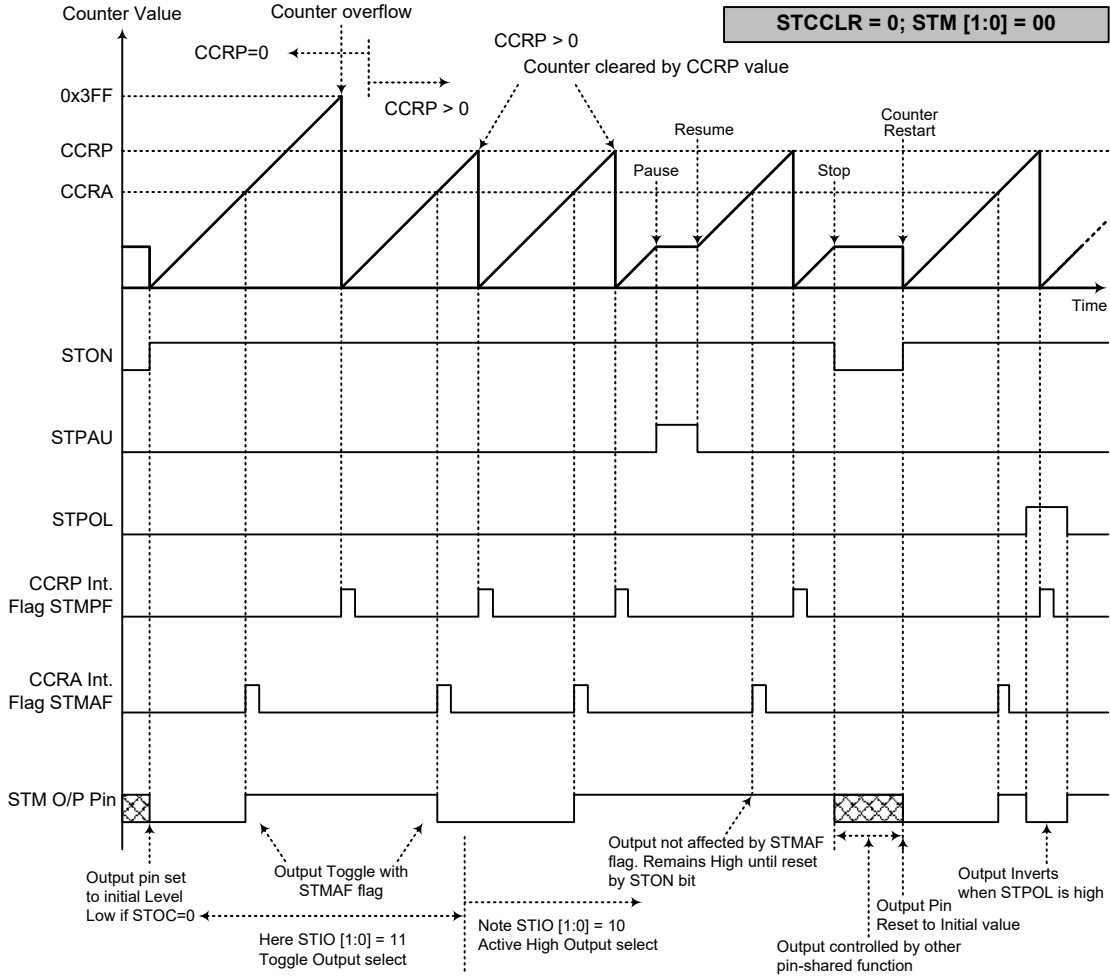 Counter Value
Counter overflow
STCCLR = 0; STM [1:0] = 00
CCRP=0
CCRP > 0
CCRP > 0
Counter cleared by CCRP value
0x3FF
CCRP
CCRA
Pause
Resume
Stop
Counter
Restart
Time
STON
STPAU
STPOL
CCRP Int.
Flag STMPF
CCRA Int.
Flag STMAF
STM O/P Pin
Output pin set
to initial Level
Low if STOC=0
Output Toggle with
STMAF flag
Here STIO [1:0] = 11
Toggle Output select
Note STIO [1:0] = 10
Active High Output select
Output not affected by STMAF
flag. Remains High until reset
by STON bit
Output controlled by other
pin-shared function
Output Pin
Reset to Initial value
Output Inverts
when STPOL is high